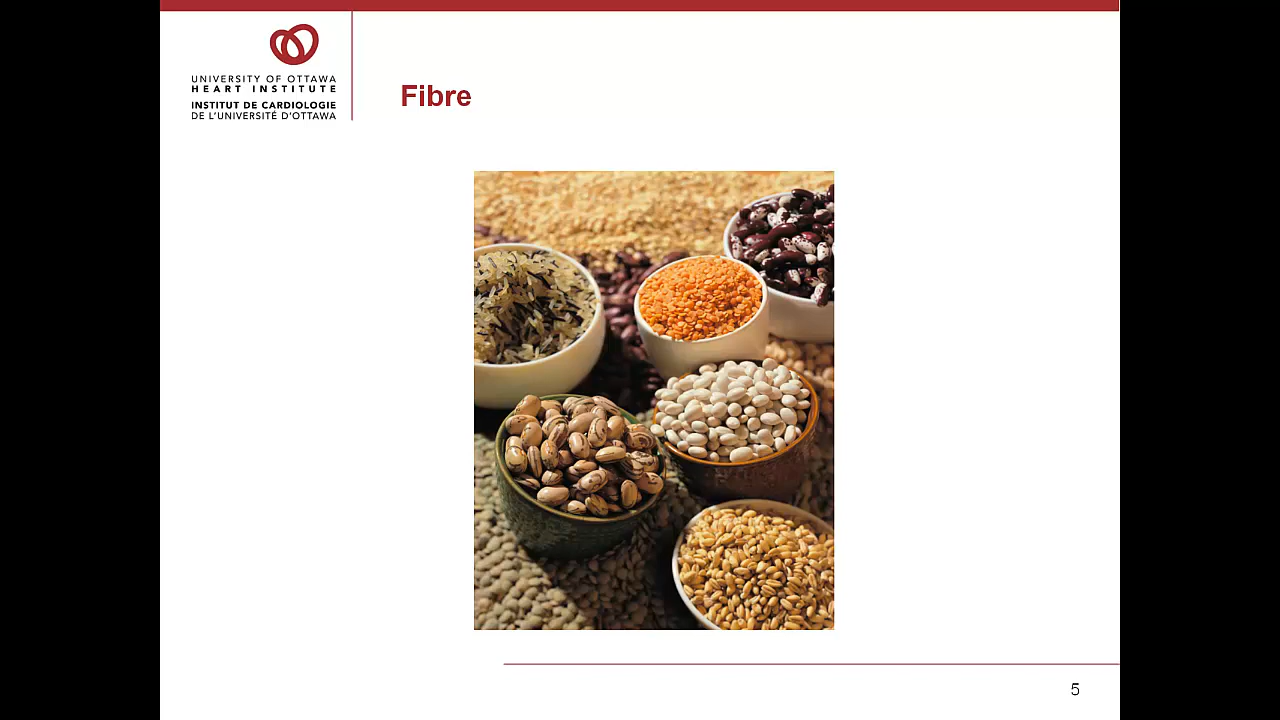 UNIVERSITY OF OTTAWA
HEART INSTITUTE
INSTITUT DE CARDIOLOGIE
DE L'UNIVERSITÉ D'OTTAWA
Fibre
5